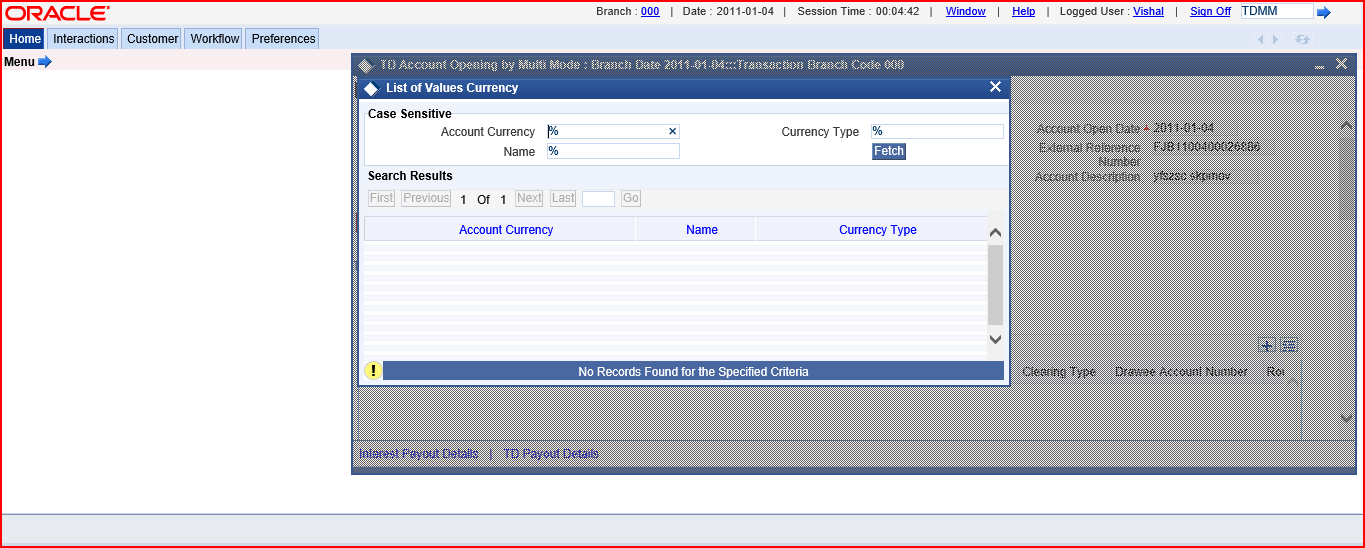 ORACLE
Branch : 000 | Date : 2011-01-04 | Session Time : 00:04:42 | Window | Help | Logged User : Vishal | Sign Off TDMM
Home Interactions Customer Workflow Preferences
Menu
TD Account Opening by Multi Mode : Branch Date 2011-01-04:::Transaction Branch Code 000
List of Values Currency
Case Sensitive
Account Currency % Currency Type %
Name % Fetch
Search Results
First Previous 1 Of 1 Next Last Go
Account Currency Name Currency Type
No Records Found for the Specified Criteria
Account Open Date * 2011-01-04
External Reference Number FJB1100400026886
Account Description yfszsc skpmov
Clearing Type Drawee Account Number Rou
Interest Payout Details | TD Payout Details